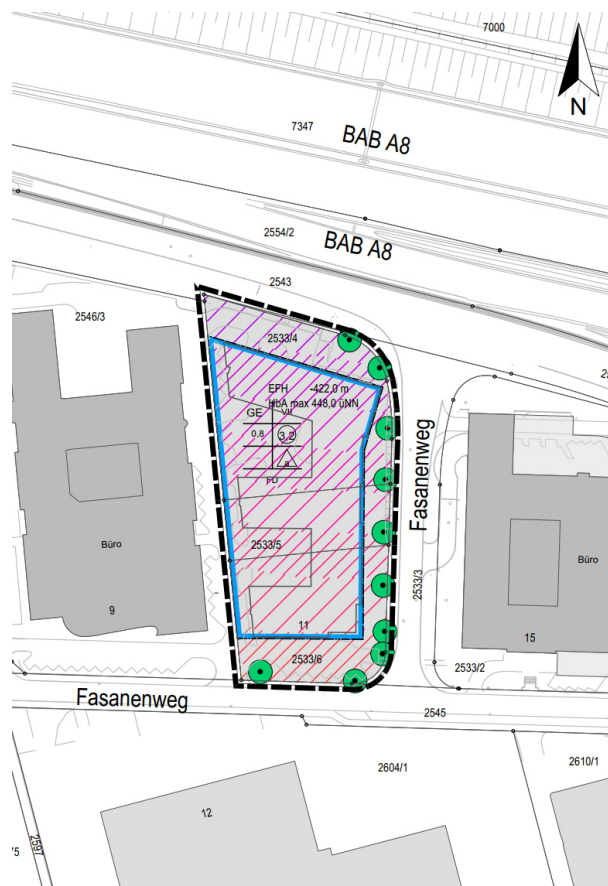 7000
N
7347
BAB A8
2554/2
BAB A8
2543
2546/3
2533/4
EFH -422,0 m
HbA max 448,0 üNN
GE VII
0.8 3,2
a
FD
Fasanenweg
Büro
2533/5
Büro
2533/3
9
11
15
2533/6
2533/2
Fasanenweg
2545
2604/1
2610/1
12
2597